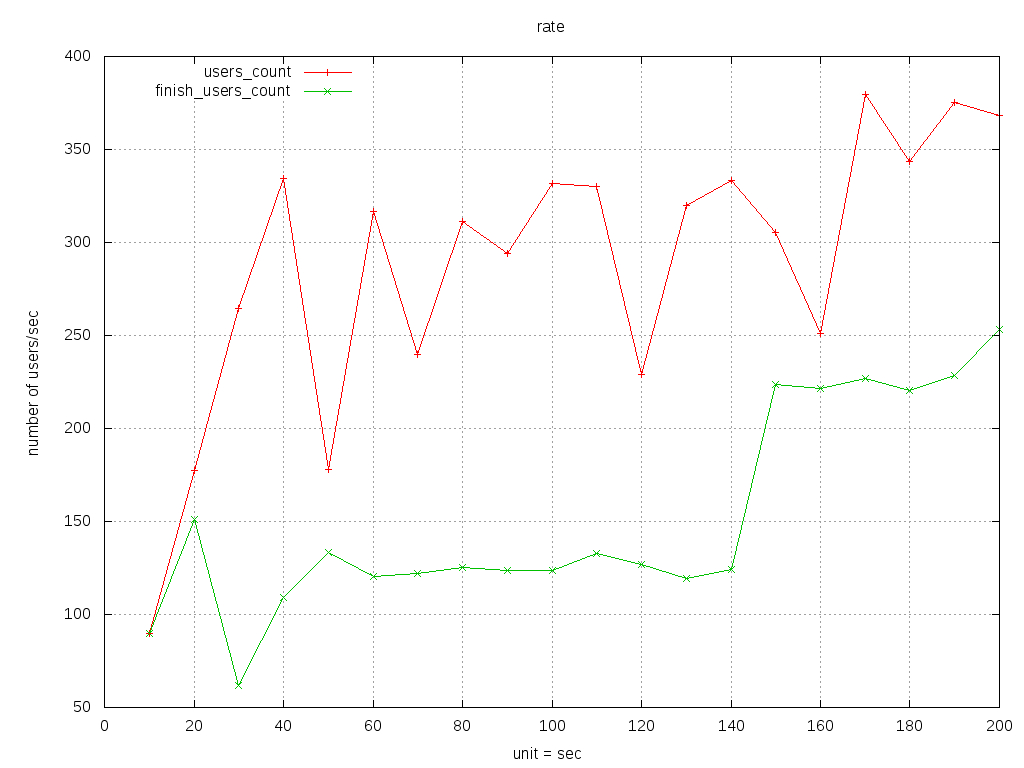 rate
users_count
finish_users_count
400
350
300
250
200
150
100
50
number of users/sec
0 20 40 60 80 100 120 140 160 180 200
unit = sec